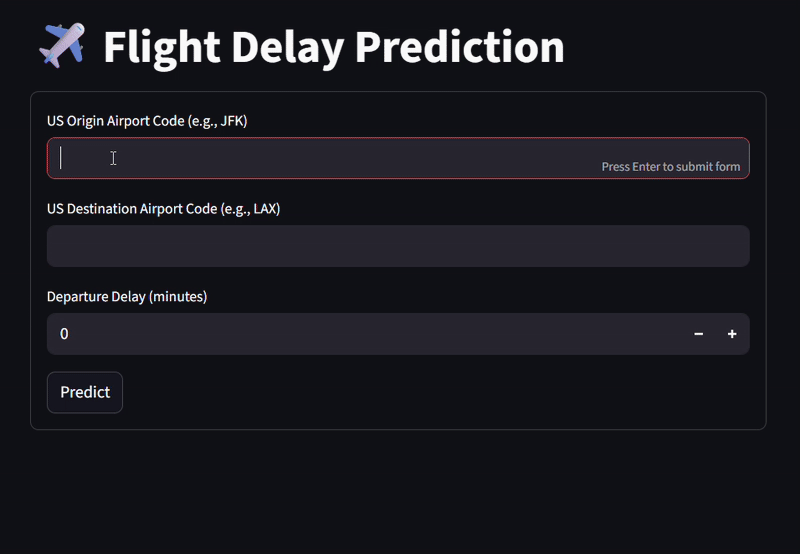 Flight Delay Prediction
US Origin Airport Code (e.g., JFK)
Press Enter to submit form
US Destination Airport Code (e.g., LAX)
Departure Delay (minutes)
0
Predict